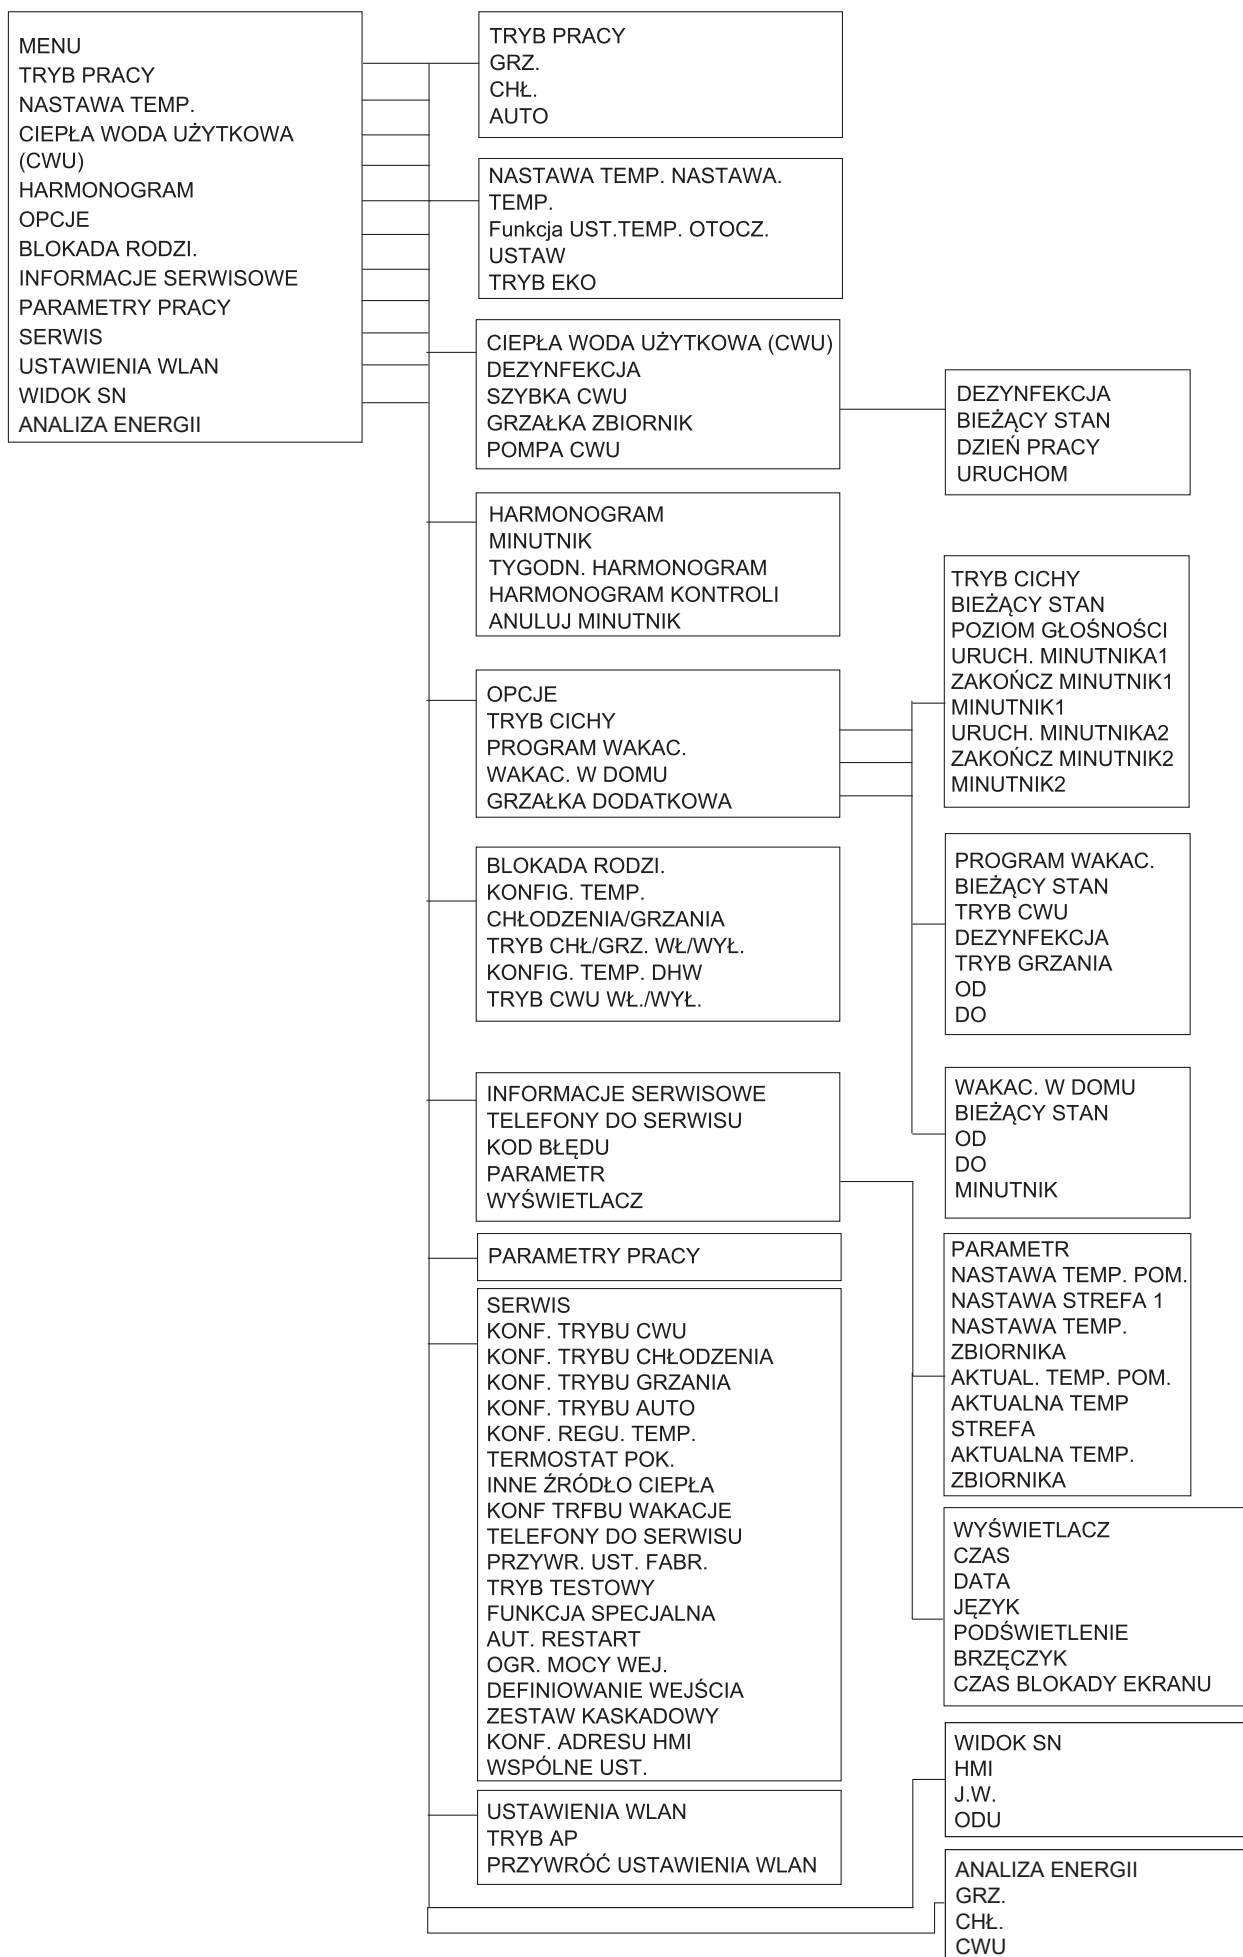 MENU
TRYB PRACY
NASTAWA TEMP.
CIEPŁA WODA UŻYTKOWA
(CWU)
HARMONOGRAM
OPCJE
BLOKADA RODZI.
INFORMACJE SERWISOWE
PARAMETRY PRACY
SERWIS
USTAWIENIA WLAN
WIDOK SN
ANALIZA ENERGII
TRYB PRACY
GRZ.
CHŁ.
AUTO
NASTAWA TEMP. NASTAWA.
TEMP.
Funkcja UST.TEMP. OTOCZ.
USTAW
TRYB EKO
CIEPŁA WODA UŻYTKOWA (CWU)
DEZYNFEKCJA
SZYBKA CWU
GRZAŁKA ZBIORNIK
POMPA CWU
DEZYNFEKCJA
BIEŻĄCY STAN
DZIEŃ PRACY
URUCHOM
HARMONOGRAM
MINUTNIK
TYGODN. HARMONOGRAM
HARMONOGRAM KONTROLI
ANULUJ MINUTNIK
OPCJE
TRYB CICHY
PROGRAM WAKAC.
WAKAC. W DOMU
GRZAŁKA DODATKOWA
TRYB CICHY
BIEŻĄCY STAN
POZIOM GŁOŚNOŚCI
URUCH. MINUTNIKA1
ZAKOŃCZ MINUTNIK1
MINUTNIK1
URUCH. MINUTNIKA2
ZAKOŃCZ MINUTNIK2
MINUTNIK2
PROGRAM WAKAC.
BIEŻĄCY STAN
TRYB CWU
DEZYNFEKCJA
TRYB GRZANIA
OD
DO
WAKAC. W DOMU
BIEŻĄCY STAN
OD
DO
MINUTNIK
BLOKADA RODZI.
KONFIG. TEMP.
CHŁODZENIA/GRZANIA
TRYB CHŁ/GRZ. WŁ/WYŁ.
KONFIG. TEMP. DHW
TRYB CWU WŁ./WYŁ.
INFORMACJE SERWISOWE
TELEFONY DO SERWISU
KOD BŁĘDU
PARAMETR
WYŚWIETLACZ
PARAMETR
NASTAWA TEMP. POM.
NASTAWA STREFA 1
NASTAWA TEMP.
ZBIORNIKA
AKTUAL. TEMP. POM.
AKTUALNA TEMP
STREFA
AKTUALNA TEMP.
ZBIORNIKA
WYŚWIETLACZ
CZAS
DATA
JĘZYK
PODŚWIETLENIE
BRZĘCZYK
CZAS BLOKADY EKRANU
PARAMETRY PRACY
SERWIS
KONF. TRYBU CWU
KONF. TRYBU CHŁODZENIA
KONF. TRYBU GRZANIA
KONF. TRYBU AUTO
KONF. REGU. TEMP.
TERMOSTAT POK.
INNE ŹRÓDŁO CIEPŁA
KONF TRFBU WAKACJE
TELEFONY DO SERWISU
PRZYWR. UST. FABR.
TRYB TESTOWY
FUNKCJA SPECJALNA
AUT. RESTART
OGR. MOCY WEJ.
DEFINIOWANIE WEJŚCIA
ZESTAW KASKADOWY
KONF. ADRESU HMI
WSPÓLNE UST.
USTAWIENIA WLAN
TRYB AP
PRZYWRÓĆ USTAWIENIA WLAN
WIDOK SN
HMI
J.W.
ODU
ANALIZA ENERGII
GRZ.
CHŁ.
CWU